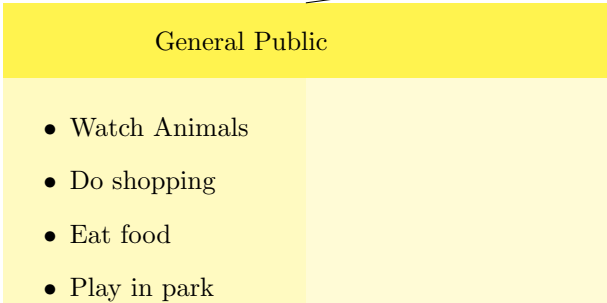 General Public
• Watch Animals
• Do shopping
• Eat food
• Play in park